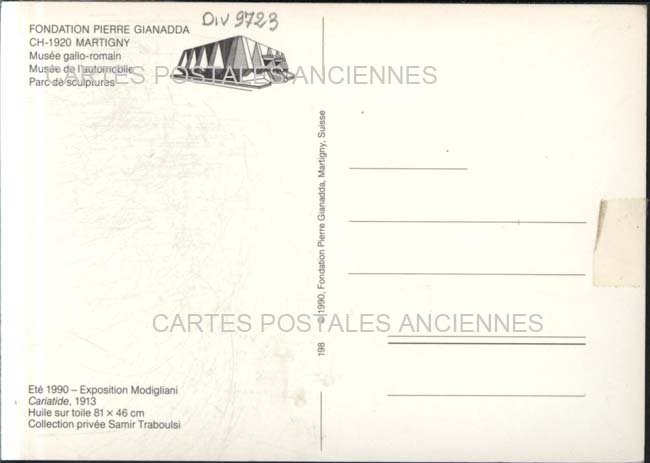 DIV 9723
FONDATION PIERRE GIANADDA
CH-1920 MARTIGNY
Musée gallo-romain
Musée de l'automobile
Parc de sculptures
CARTES POSTALES ANCIENNES
198 ©1990, Fondation Pierre Gianadda, Martigny, Suisse
CARTES POSTALES ANCIENNES
Eté 1990 – Exposition Modigliani
Cariatide, 1913
Huile sur toile 81 × 46 cm
Collection privée Samir Traboulsi